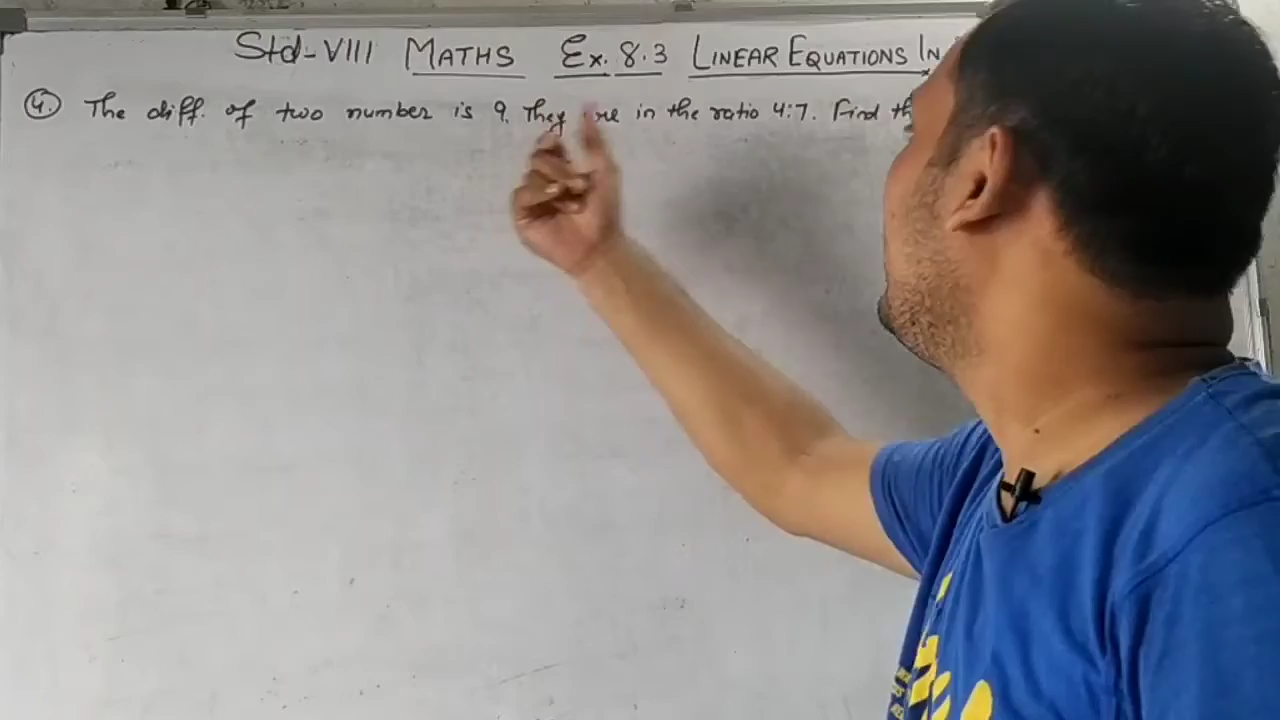 Std-VIII MATHS Ex. 8.3 LINEAR EQUATIONS IN
4. The diff. of two number is 9. They are in the ratio 4:7. Find